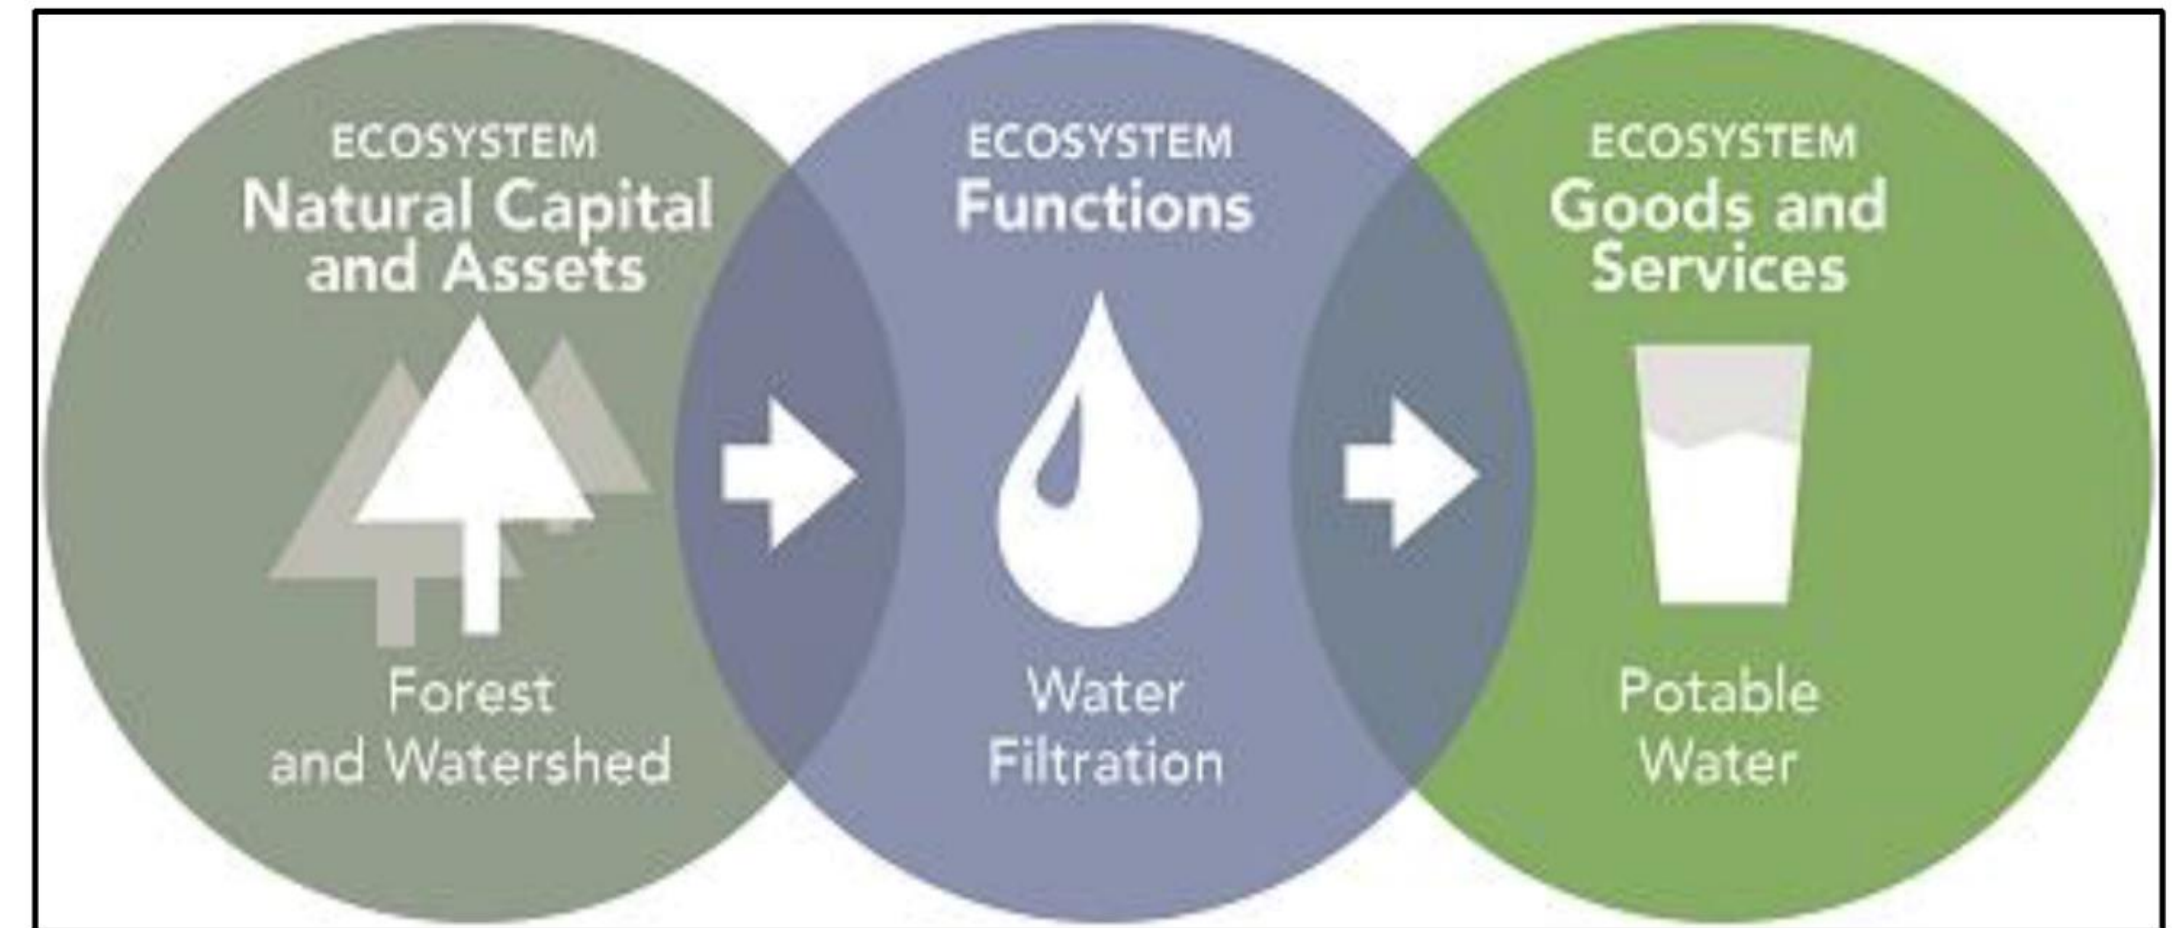 ECOSYSTEM
Natural Capital
and Assets
Forest
and Watershed
ECOSYSTEM
Functions
Water
Filtration
ECOSYSTEM
Goods and
Services
Potable
Water